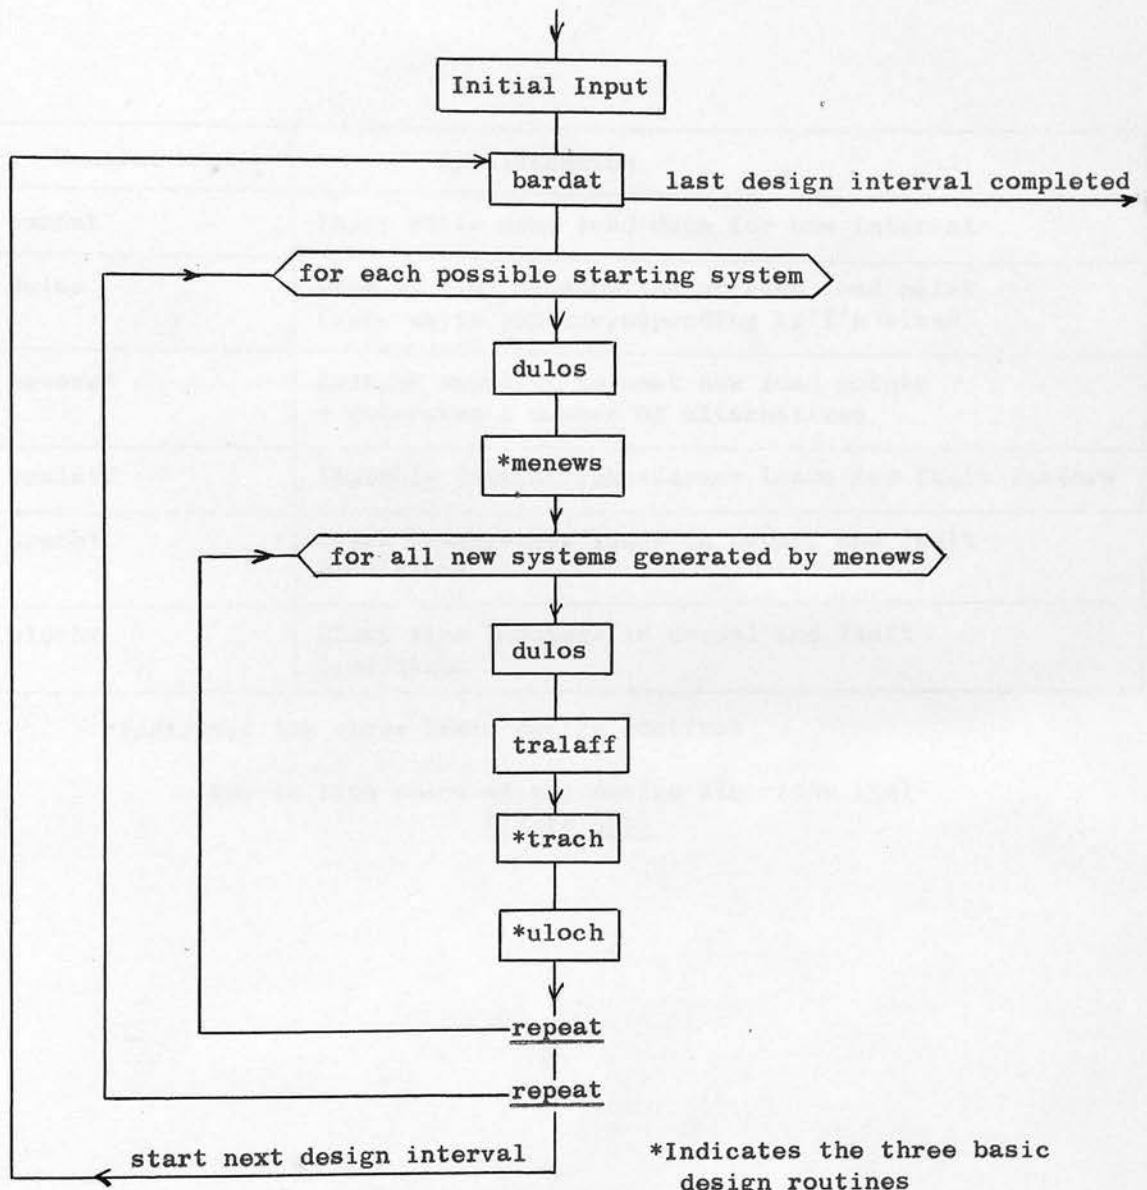 Initial Input
bardat
last design interval completed
for each possible starting system
dulos
*menews
for all new systems generated by menews
dulos
tralaff
*trach
*uloch
repeat
repeat
start next design interval
*Indicates the three basic
design routines